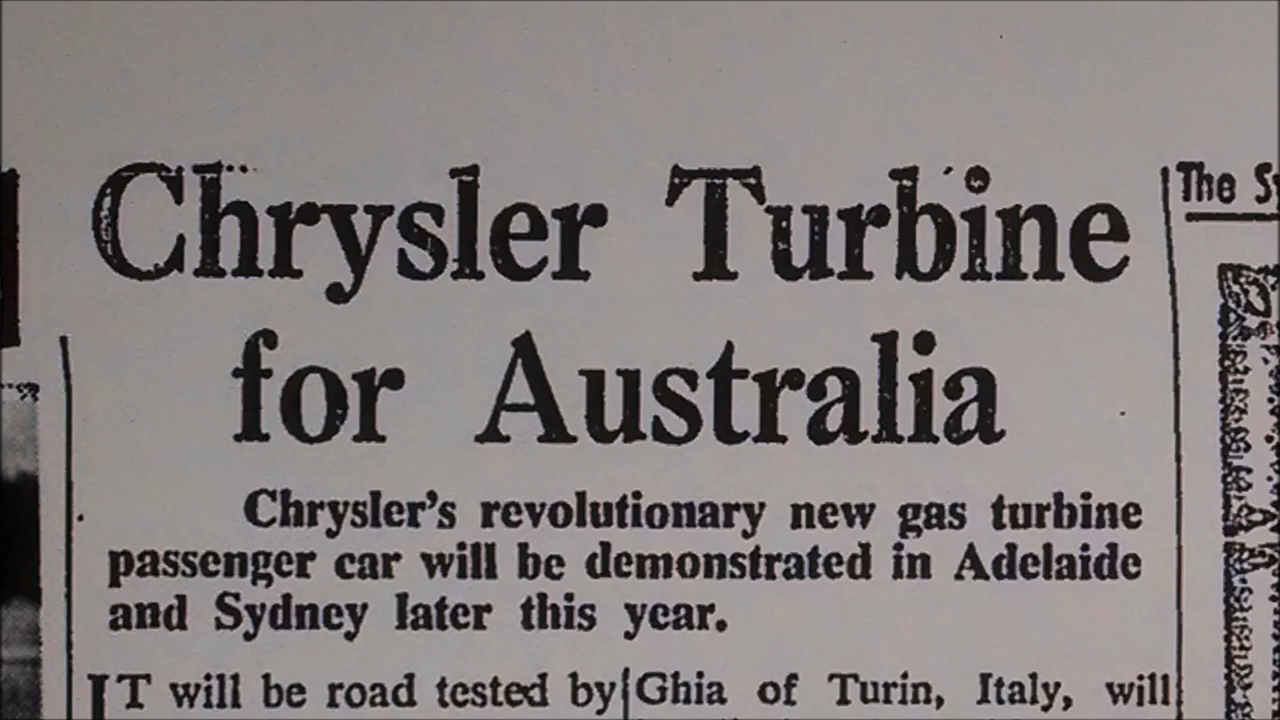 Chrysler Turbine
for Australia
Chrysler's revolutionary new gas turbine
passenger car will be demonstrated in Adelaide
and Sydney later this year.
IT will be road tested by
Ghia of Turin, Italy, will
The